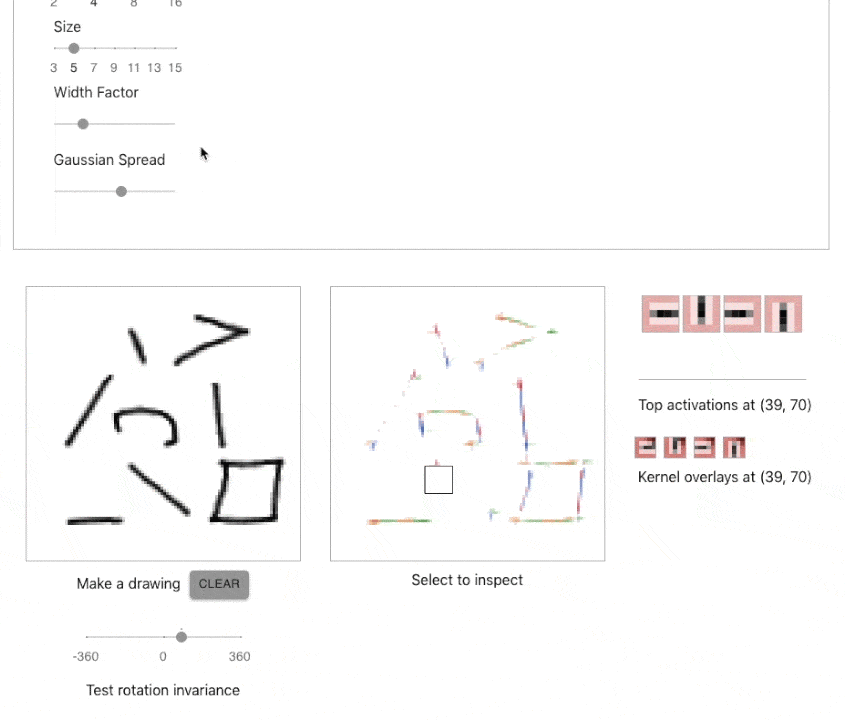 2 4 8 16
Size
3 5 7 9 11 13 15
Width Factor
Gaussian Spread
Top activations at (39, 70)
Kernel overlays at (39, 70)
Make a drawing CLEAR
Select to inspect
-360 0 360
Test rotation invariance